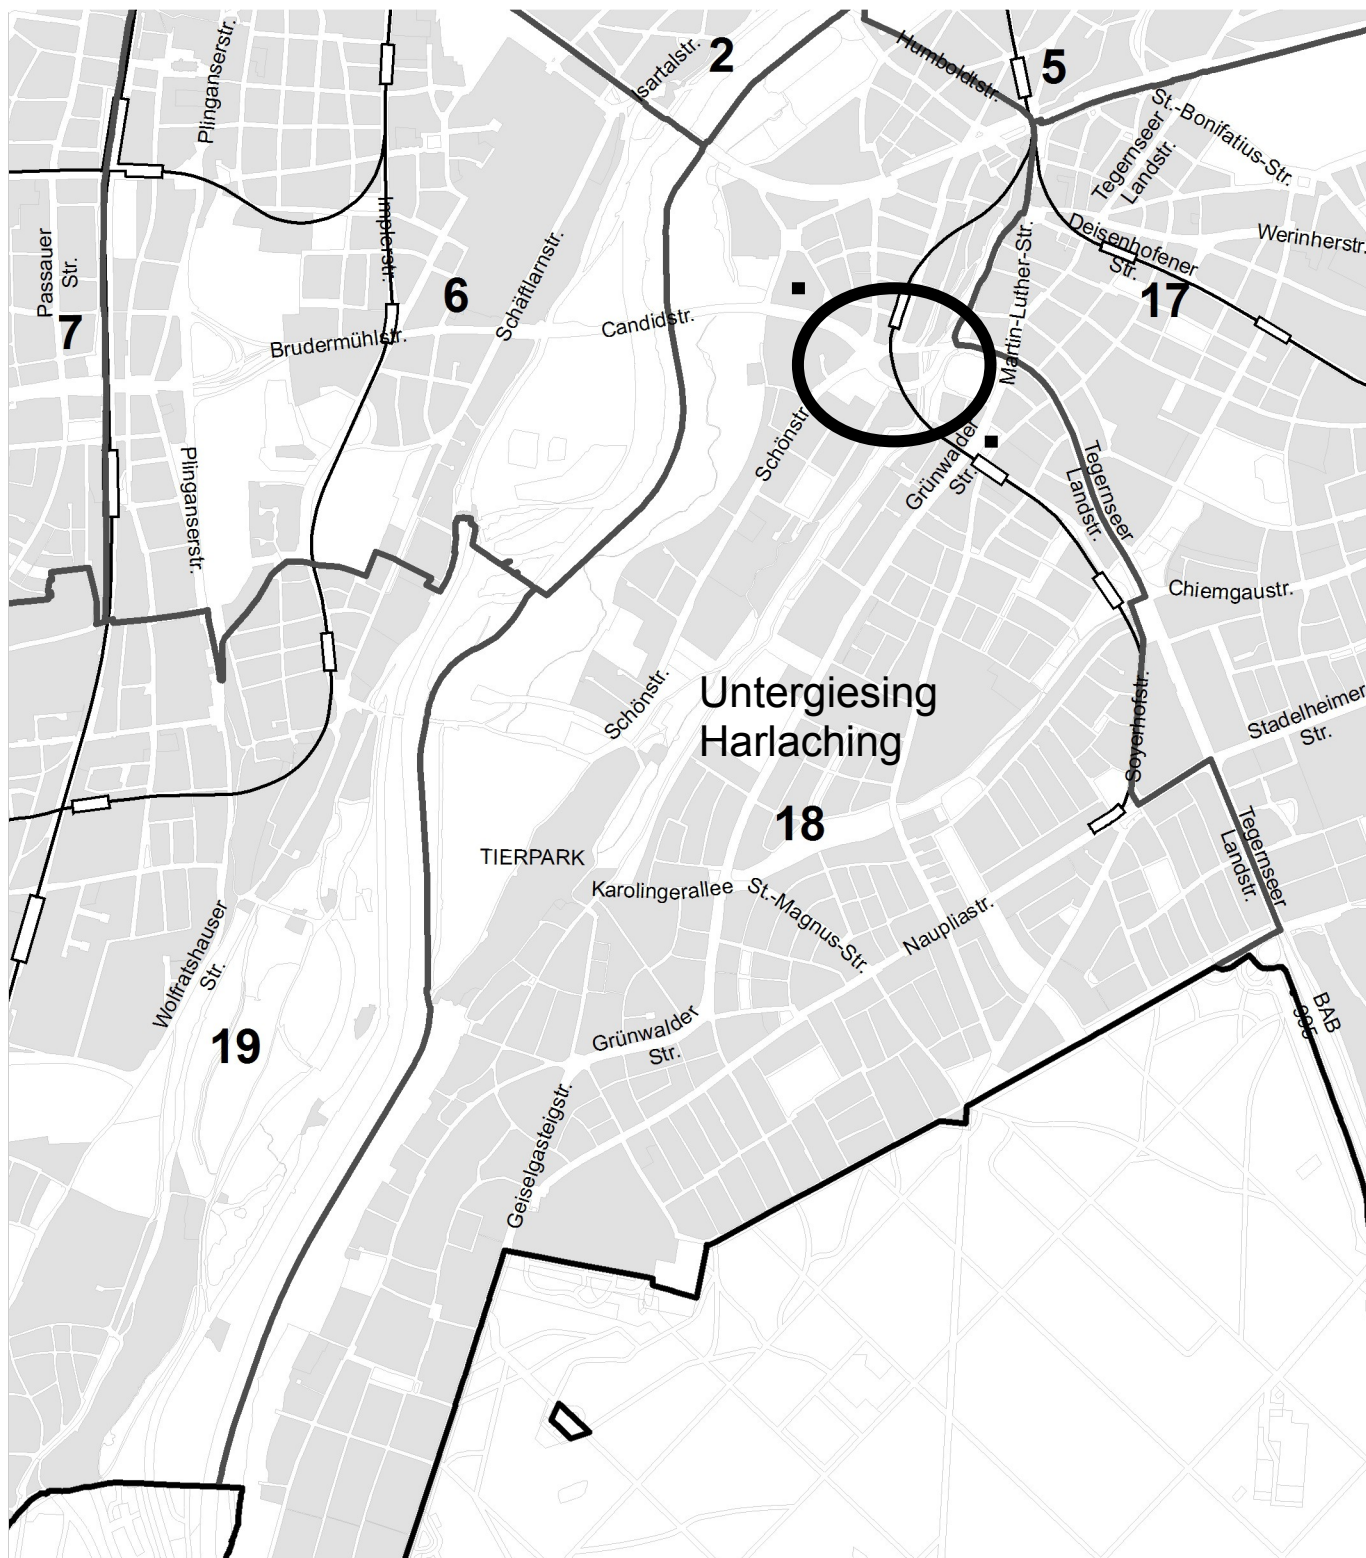 Plinganserstr.
Isartalstr.
2
Humboldtstr.
5
St.-Bonifatius-Str.
Tegernseer
Landstr.
Passauer
Str.
7
Implerstr.
6
Schäftlarnstr.
Brudermühlstr.
Candidstr.
Martin-Luther-Str.
Deisenhofener
Str.
17
Werinherstr.
Plinganserstr.
Schönstr.
Grünwalder
Str.
Tegernseer
Landstr.
Chiemgaustr.
Schönstr.
Untergiesing
Harlaching
18
Soyerhofstr.
Stadelheimer
Str.
TIERPARK
Karolingerallee
St.-Magnus-Str.
Naupliastr.
Tegernseer
Landstr.
Wolfratshauser
Str.
19
Grünwalder
Str.
Geiselgasteigstr.
BAB
995